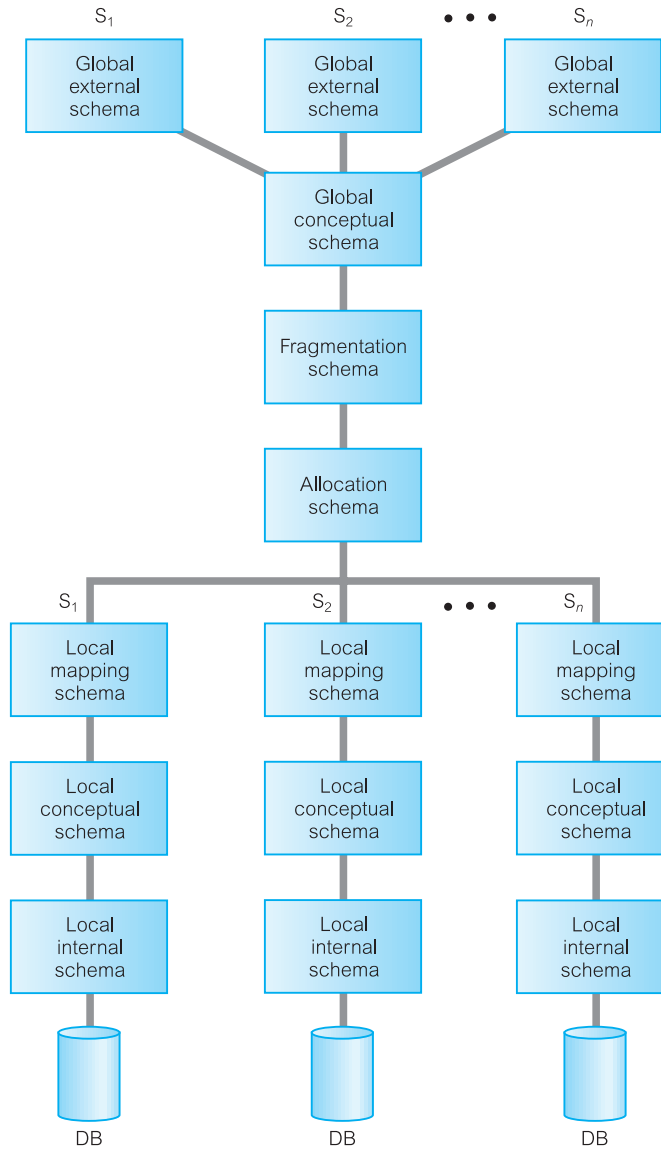 S1 S2 • • • Sn
Global external schema
Global external schema
Global external schema
Global conceptual schema
Fragmentation schema
Allocation schema
S1 S2 • • • Sn
Local mapping schema
Local mapping schema
Local mapping schema
Local conceptual schema
Local conceptual schema
Local conceptual schema
Local internal schema
Local internal schema
Local internal schema
DB DB DB